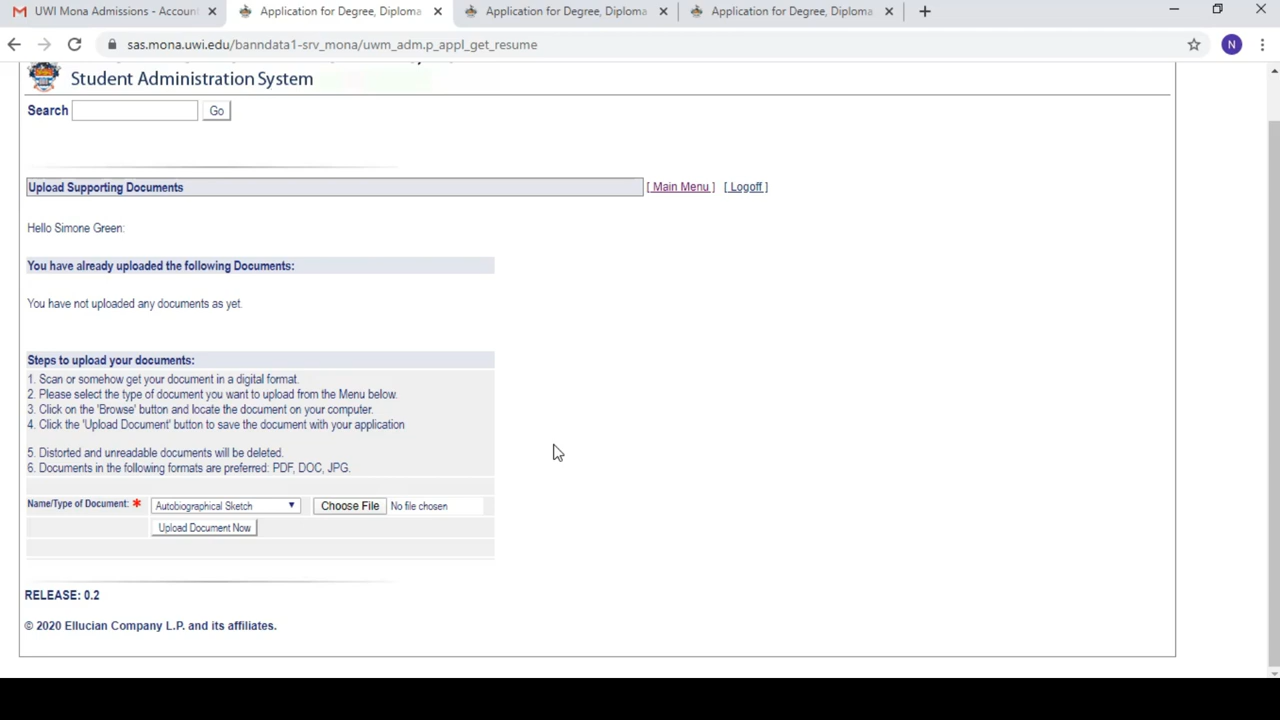 UWI Mona Admissions - Accoun
Application for Degree, Diploma
Application for Degree, Diploma
Application for Degree, Diploma
sas.mona.uwi.edu/banndata1-srv_mona/uwm_adm.p_appl_get_resume
N
Student Administration System
Search
Go
Upload Supporting Documents
[ Main Menu ] [ Logoff ]
Hello Simone Green:
You have already uploaded the following Documents:
You have not uploaded any documents as yet.
Steps to upload your documents:
1. Scan or somehow get your document in a digital format.
2. Please select the type of document you want to upload from the Menu below.
3. Click on the 'Browse' button and locate the document on your computer.
4. Click the 'Upload Document' button to save the document with your application
5. Distorted and unreadable documents will be deleted.
6. Documents in the following formats are preferred: PDF, DOC, JPG.
Name/Type of Document: * Autobiographical Sketch Choose File No file chosen
Upload Document Now
RELEASE: 0.2
© 2020 Ellucian Company L.P. and its affiliates.